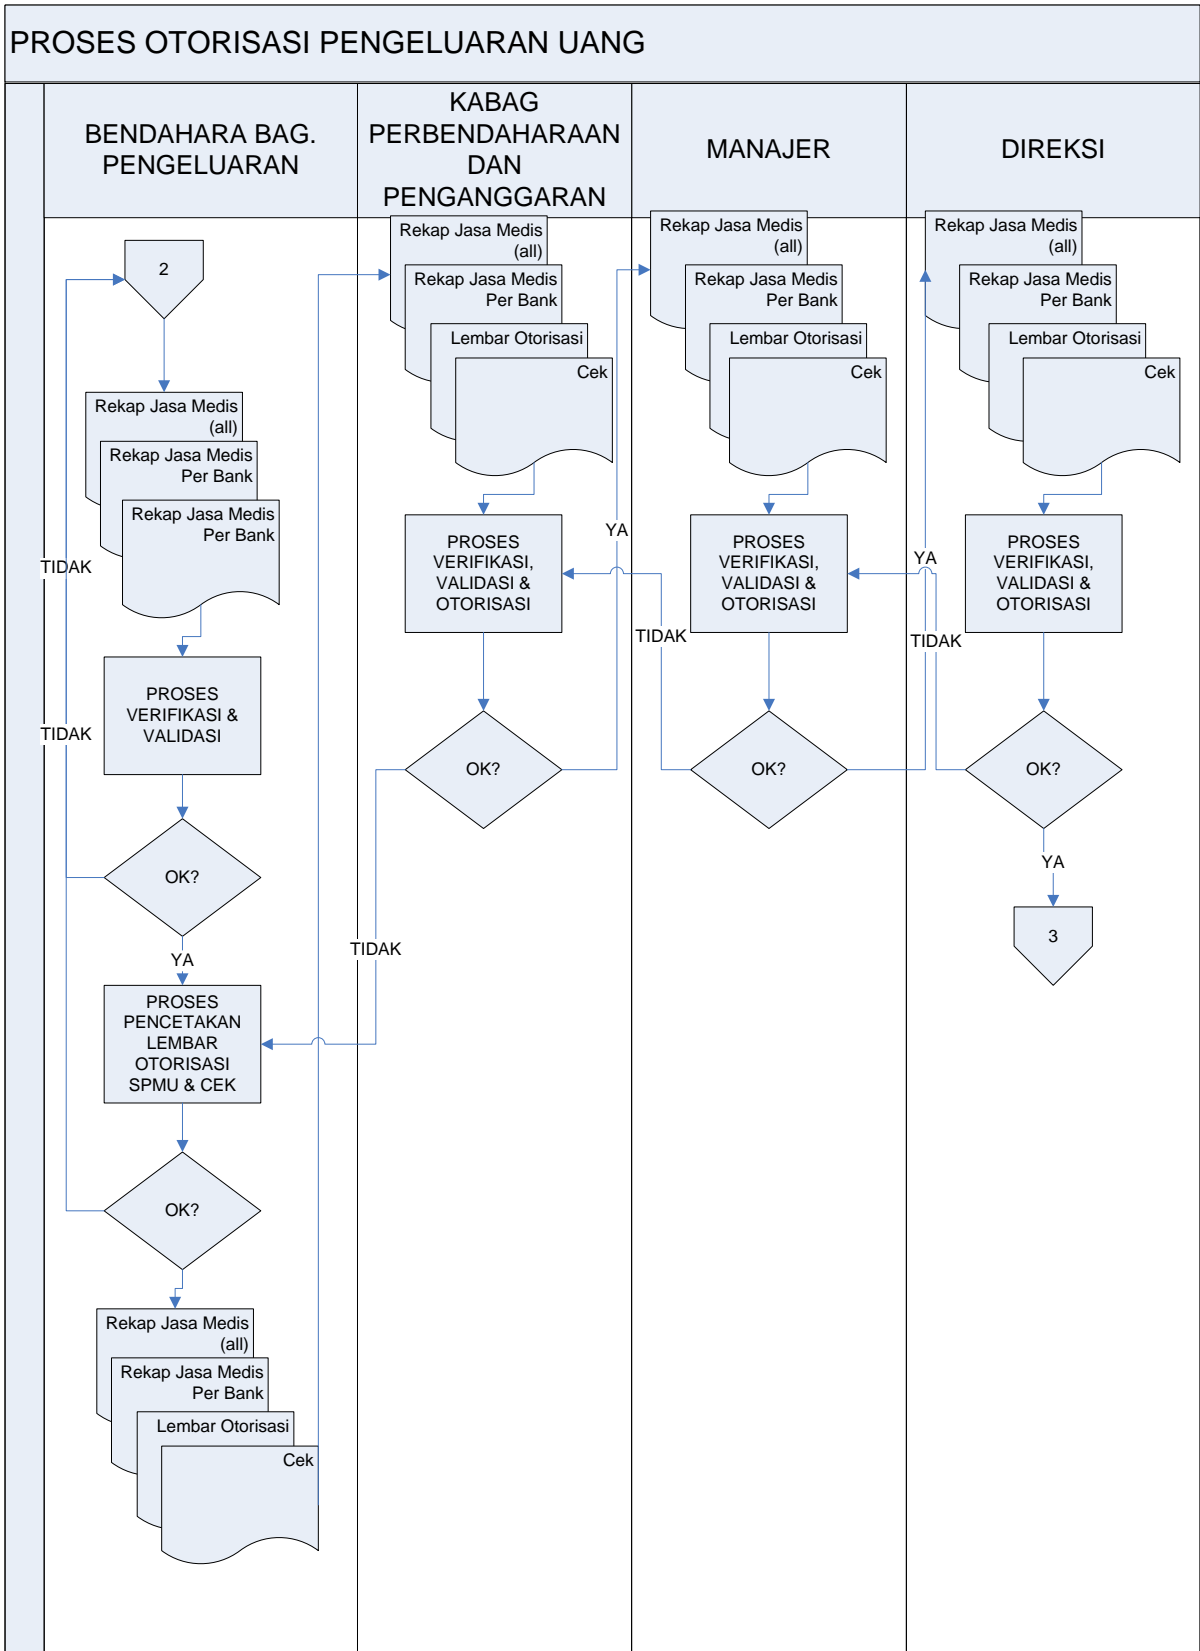 PROSES OTORISASI PENGELUARAN UANG
BENDAHARA BAG.
PENGELUARAN
KABAG
PERBENDAHARAAN
DAN
PENGANGGARAN
MANAJER
DIREKSI
2
Rekap Jasa Medis
(all)
Rekap Jasa Medis
Per Bank
Rekap Jasa Medis
Per Bank
TIDAK
PROSES
VERIFIKASI &
VALIDASI
TIDAK
OK?
YA
PROSES
PENCETAKAN
LEMBAR
OTORISASI
SPMU & CEK
OK?
Rekap Jasa Medis
(all)
Rekap Jasa Medis
Per Bank
Lembar Otorisasi
Cek
Rekap Jasa Medis
(all)
Rekap Jasa Medis
Per Bank
Lembar Otorisasi
Cek
PROSES
VERIFIKASI,
VALIDASI &
OTORISASI
YA
OK?
TIDAK
Rekap Jasa Medis
(all)
Rekap Jasa Medis
Per Bank
Lembar Otorisasi
Cek
PROSES
VERIFIKASI,
VALIDASI &
OTORISASI
TIDAK
OK?
YA
Rekap Jasa Medis
(all)
Rekap Jasa Medis
Per Bank
Lembar Otorisasi
Cek
PROSES
VERIFIKASI,
VALIDASI &
OTORISASI
TIDAK
OK?
YA
3